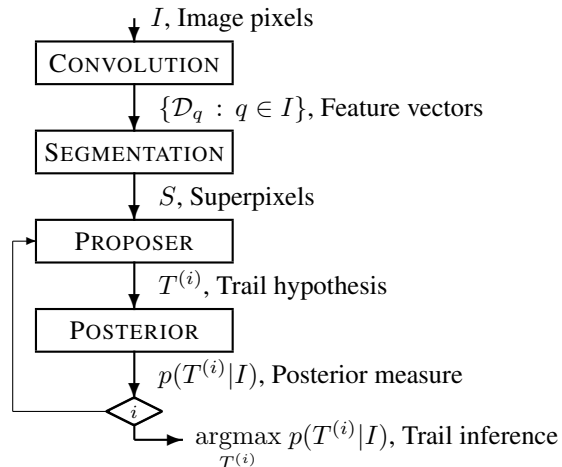 I, Image pixels
CONVOLUTION
{𝒟_q : q ∈ I}, Feature vectors
SEGMENTATION
S, Superpixels
PROPOSER
T^{(i)}, Trail hypothesis
POSTERIOR
p(T^{(i)}|I), Posterior measure
i
argmax p(T^{(i)}|I), Trail inference
T^{(i)}